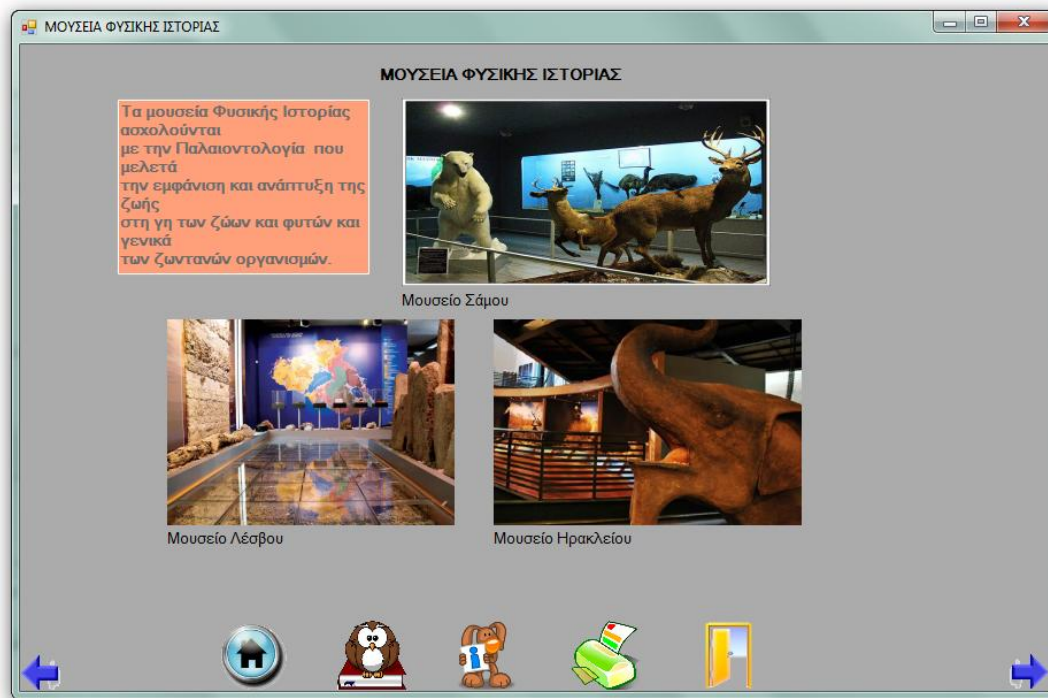 ΜΟΥΣΕΙΑ ΦΥΣΙΚΗΣ ΙΣΤΟΡΙΑΣ
ΜΟΥΣΕΙΑ ΦΥΣΙΚΗΣ ΙΣΤΟΡΙΑΣ
Τα μουσεία Φυσικής Ιστορίας
ασχολούνται
με την Παλαιοντολογία που
μελετά
την εμφάνιση και ανάπτυξη της
ζωής
στη γη των ζώων και φυτών και
γενικά
των ζωντανών οργανισμών.
Μουσείο Σάμου
Μουσείο Λέσβου
Μουσείο Ηρακλείου